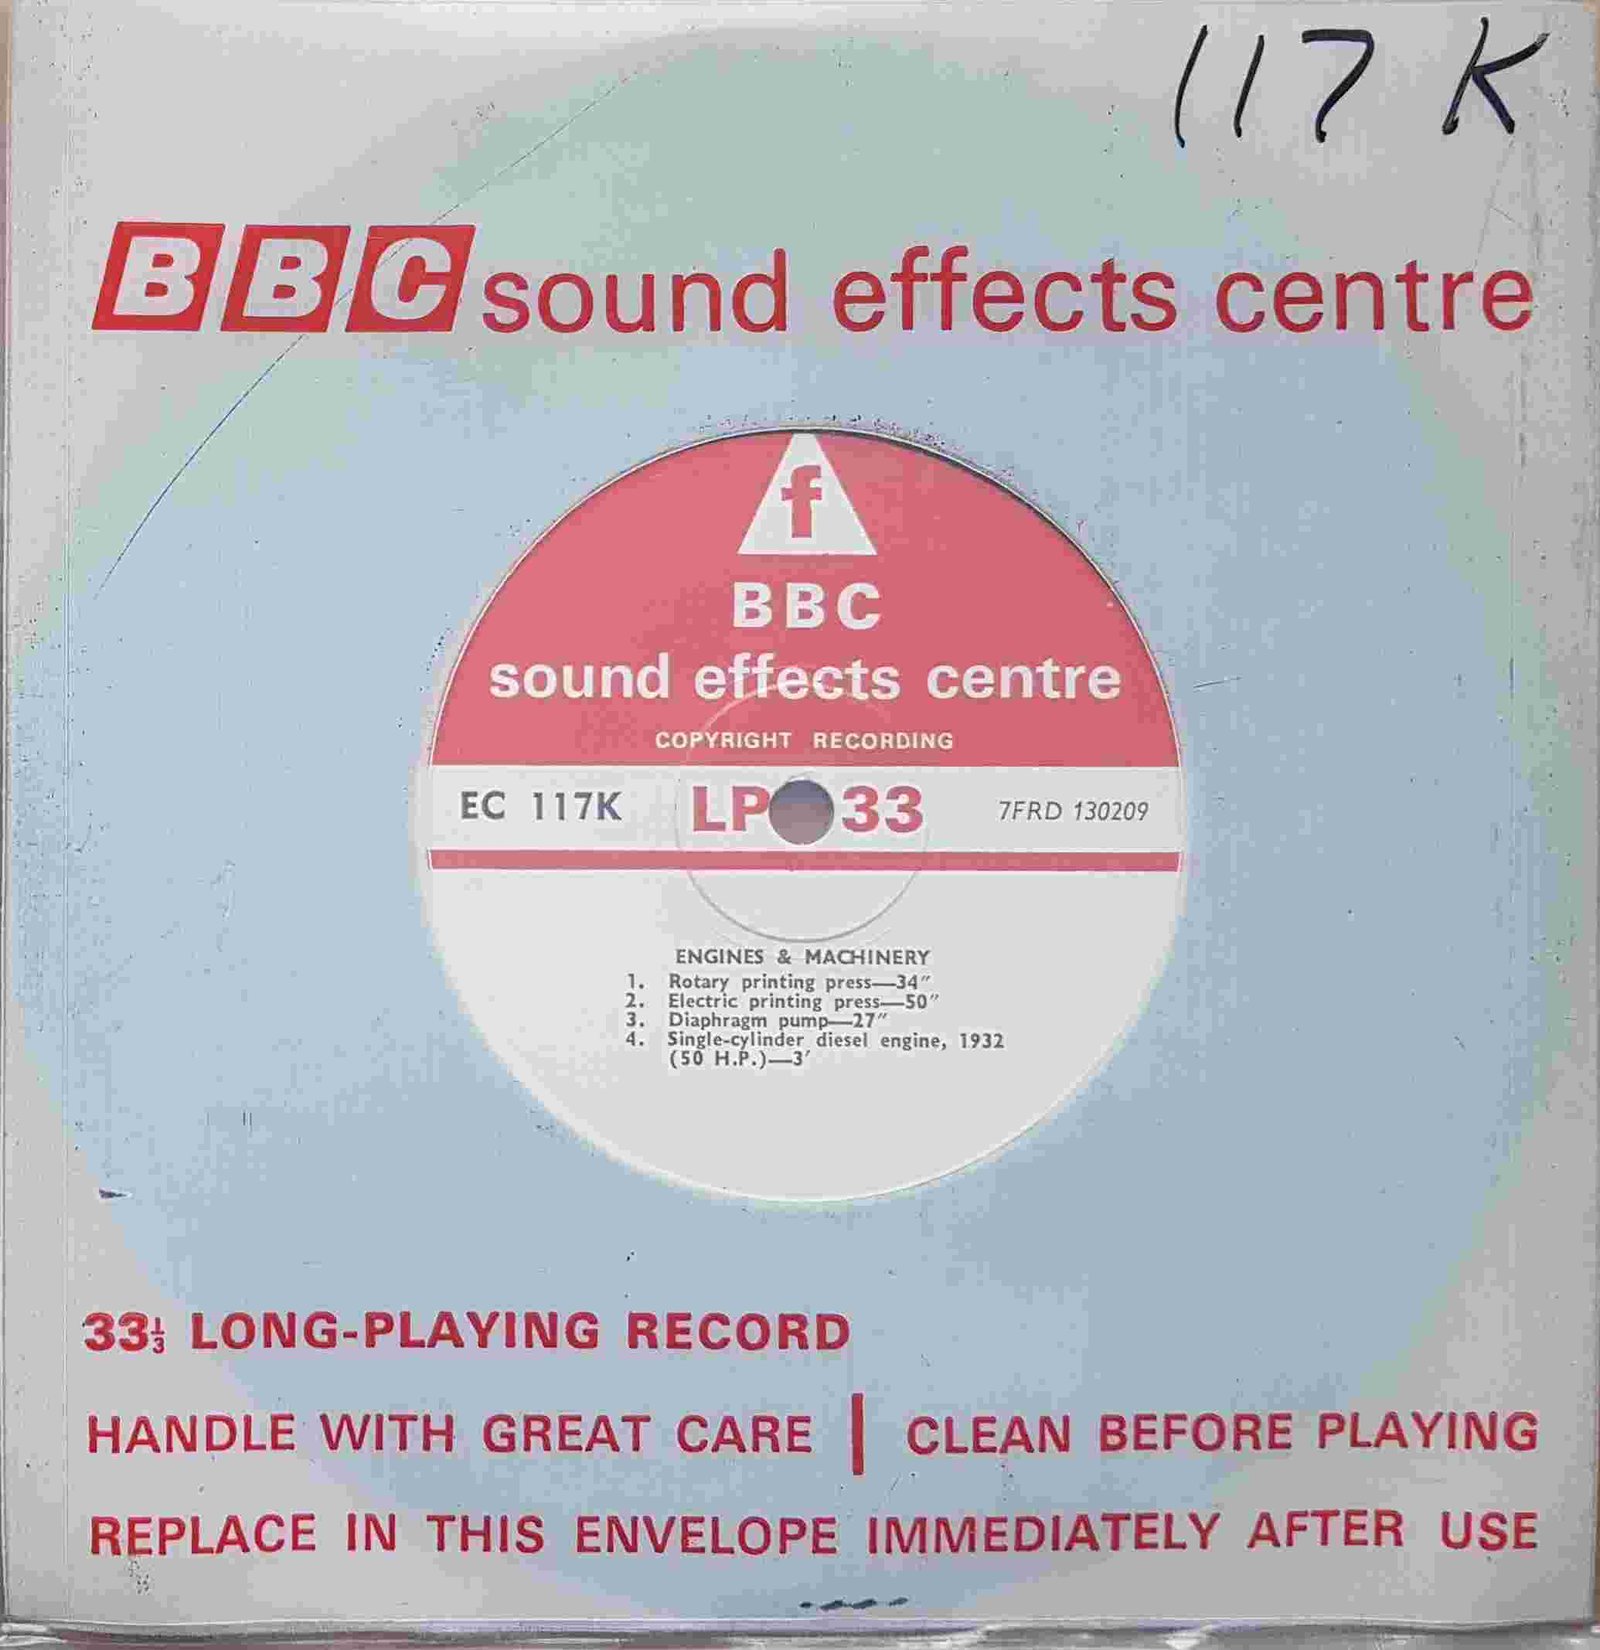 117 K
BBC sound effects centre
f
BBC
sound effects centre
COPYRIGHT RECORDING
EC 117K LP 33 7FRD 130209
ENGINES & MACHINERY
1. Rotary printing press—34"
2. Electric printing press—50"
3. Diaphragm pump—27"
4. Single-cylinder diesel engine, 1932
(50 H.P.)—3'
33⅓ LONG-PLAYING RECORD
HANDLE WITH GREAT CARE | CLEAN BEFORE PLAYING
REPLACE IN THIS ENVELOPE IMMEDIATELY AFTER USE